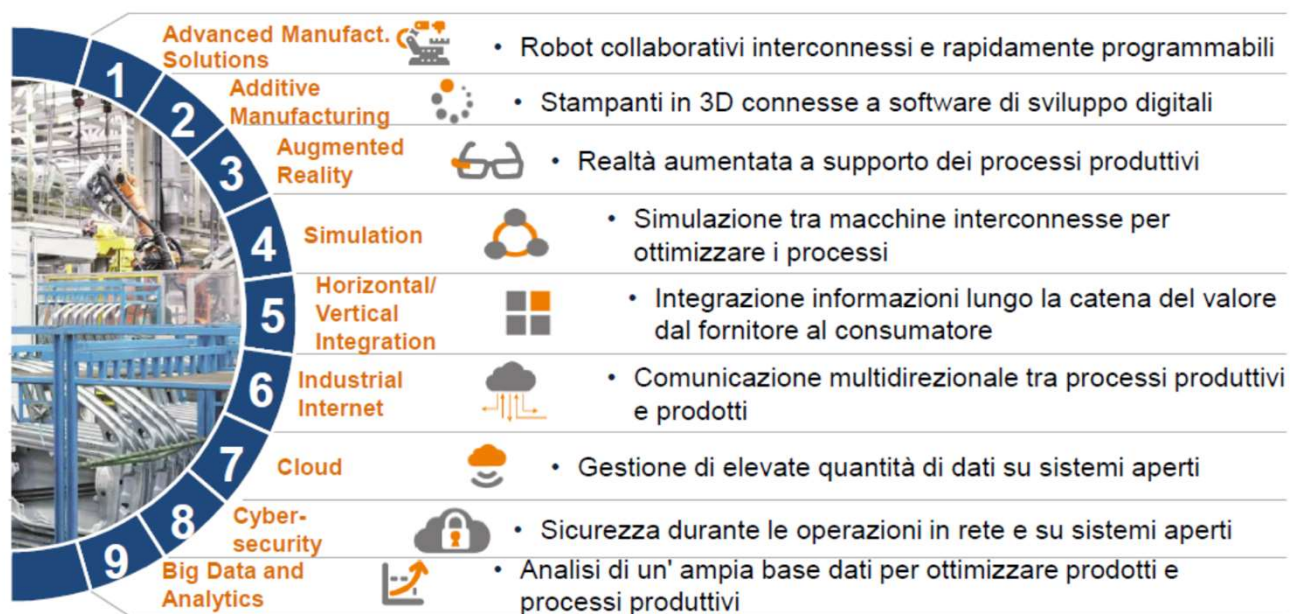 1
Advanced Manufact.
Solutions
• Robot collaborativi interconnessi e rapidamente programmabili
2
Additive
Manufacturing
• Stampanti in 3D connesse a software di sviluppo digitali
3
Augmented
Reality
• Realtà aumentata a supporto dei processi produttivi
4
Simulation
• Simulazione tra macchine interconnesse per
ottimizzare i processi
5
Horizontal/
Vertical
Integration
• Integrazione informazioni lungo la catena del valore
dal fornitore al consumatore
6
Industrial
Internet
• Comunicazione multidirezionale tra processi produttivi
e prodotti
7
Cloud
• Gestione di elevate quantità di dati su sistemi aperti
8
Cyber-
security
• Sicurezza durante le operazioni in rete e su sistemi aperti
9
Big Data and
Analytics
• Analisi di un' ampia base dati per ottimizzare prodotti e
processi produttivi